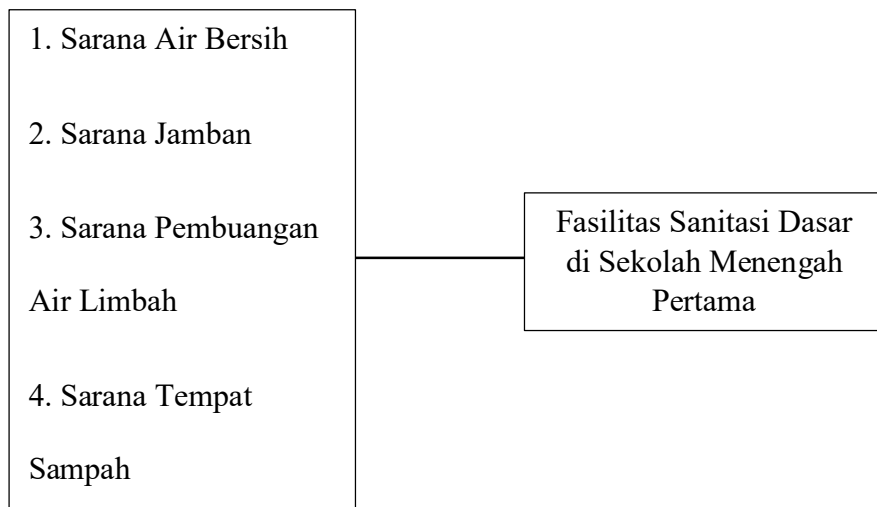 1. Sarana Air Bersih
2. Sarana Jamban
3. Sarana Pembuangan
Air Limbah
4. Sarana Tempat
Sampah
Fasilitas Sanitasi Dasar
di Sekolah Menengah
Pertama